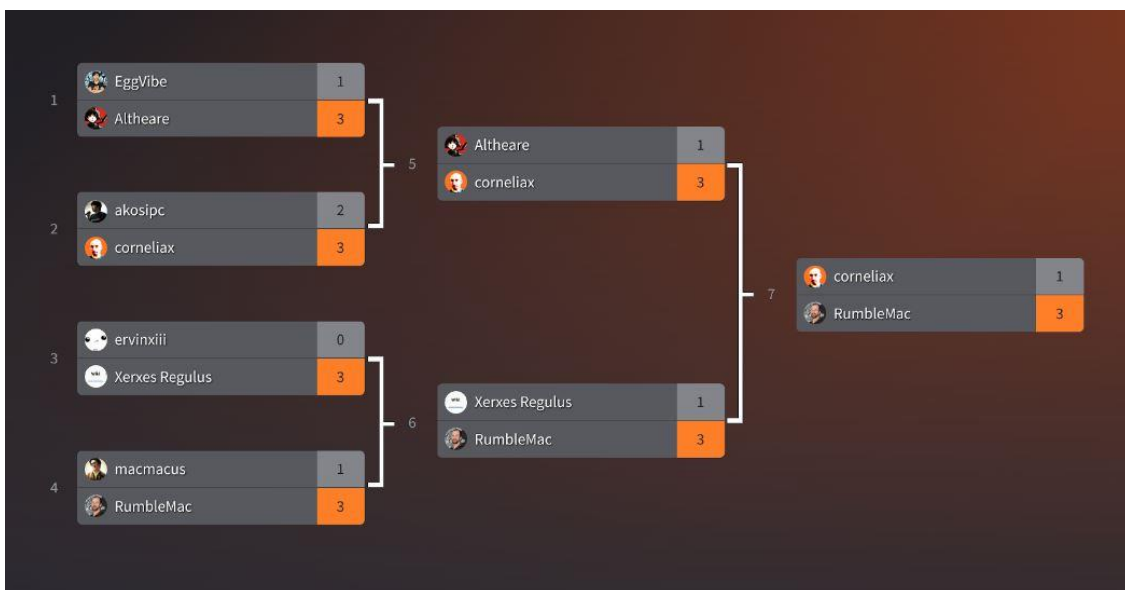 1
EggVibe 1
Altheare 3
2
akosipc 2
corneliax 3
3
ervinxiii 0
Xerxes Regulus 3
4
macmacus 1
RumbleMac 3
5
Altheare 1
corneliax 3
6
Xerxes Regulus 1
RumbleMac 3
7
corneliax 1
RumbleMac 3